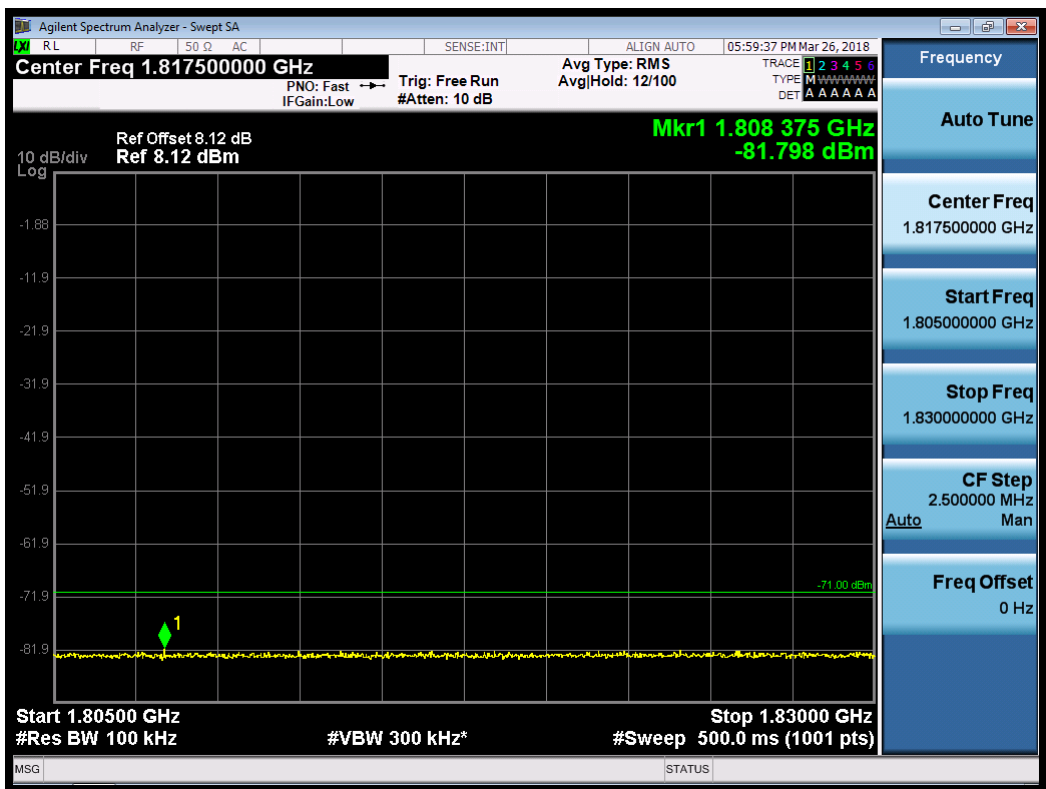 Agilent Spectrum Analyzer - Swept SA
LXI RL RF 50 Ω AC SENSE:INT ALIGN AUTO 05:59:37 PM Mar 26, 2018
Center Freq 1.817500000 GHz
PNO: Fast
IFGain:Low
Trig: Free Run
#Atten: 10 dB
Avg Type: RMS
Avg|Hold: 12/100
TRACE 1 2 3 4 5 6
TYPE M WWWWW
DET A A A A A A
Ref Offset 8.12 dB
10 dB/div Ref 8.12 dBm
Log
Mkr1 1.808 375 GHz
-81.798 dBm
-1.88
-11.9
-21.9
-31.9
-41.9
-51.9
-61.9
-71.9
-81.9
-71.00 dBm
1
Start 1.80500 GHz Stop 1.83000 GHz
#Res BW 100 kHz #VBW 300 kHz* #Sweep 500.0 ms (1001 pts)
MSG STATUS
Frequency
Auto Tune
Center Freq
1.817500000 GHz
Start Freq
1.805000000 GHz
Stop Freq
1.830000000 GHz
CF Step
2.500000 MHz
Auto Man
Freq Offset
0 Hz